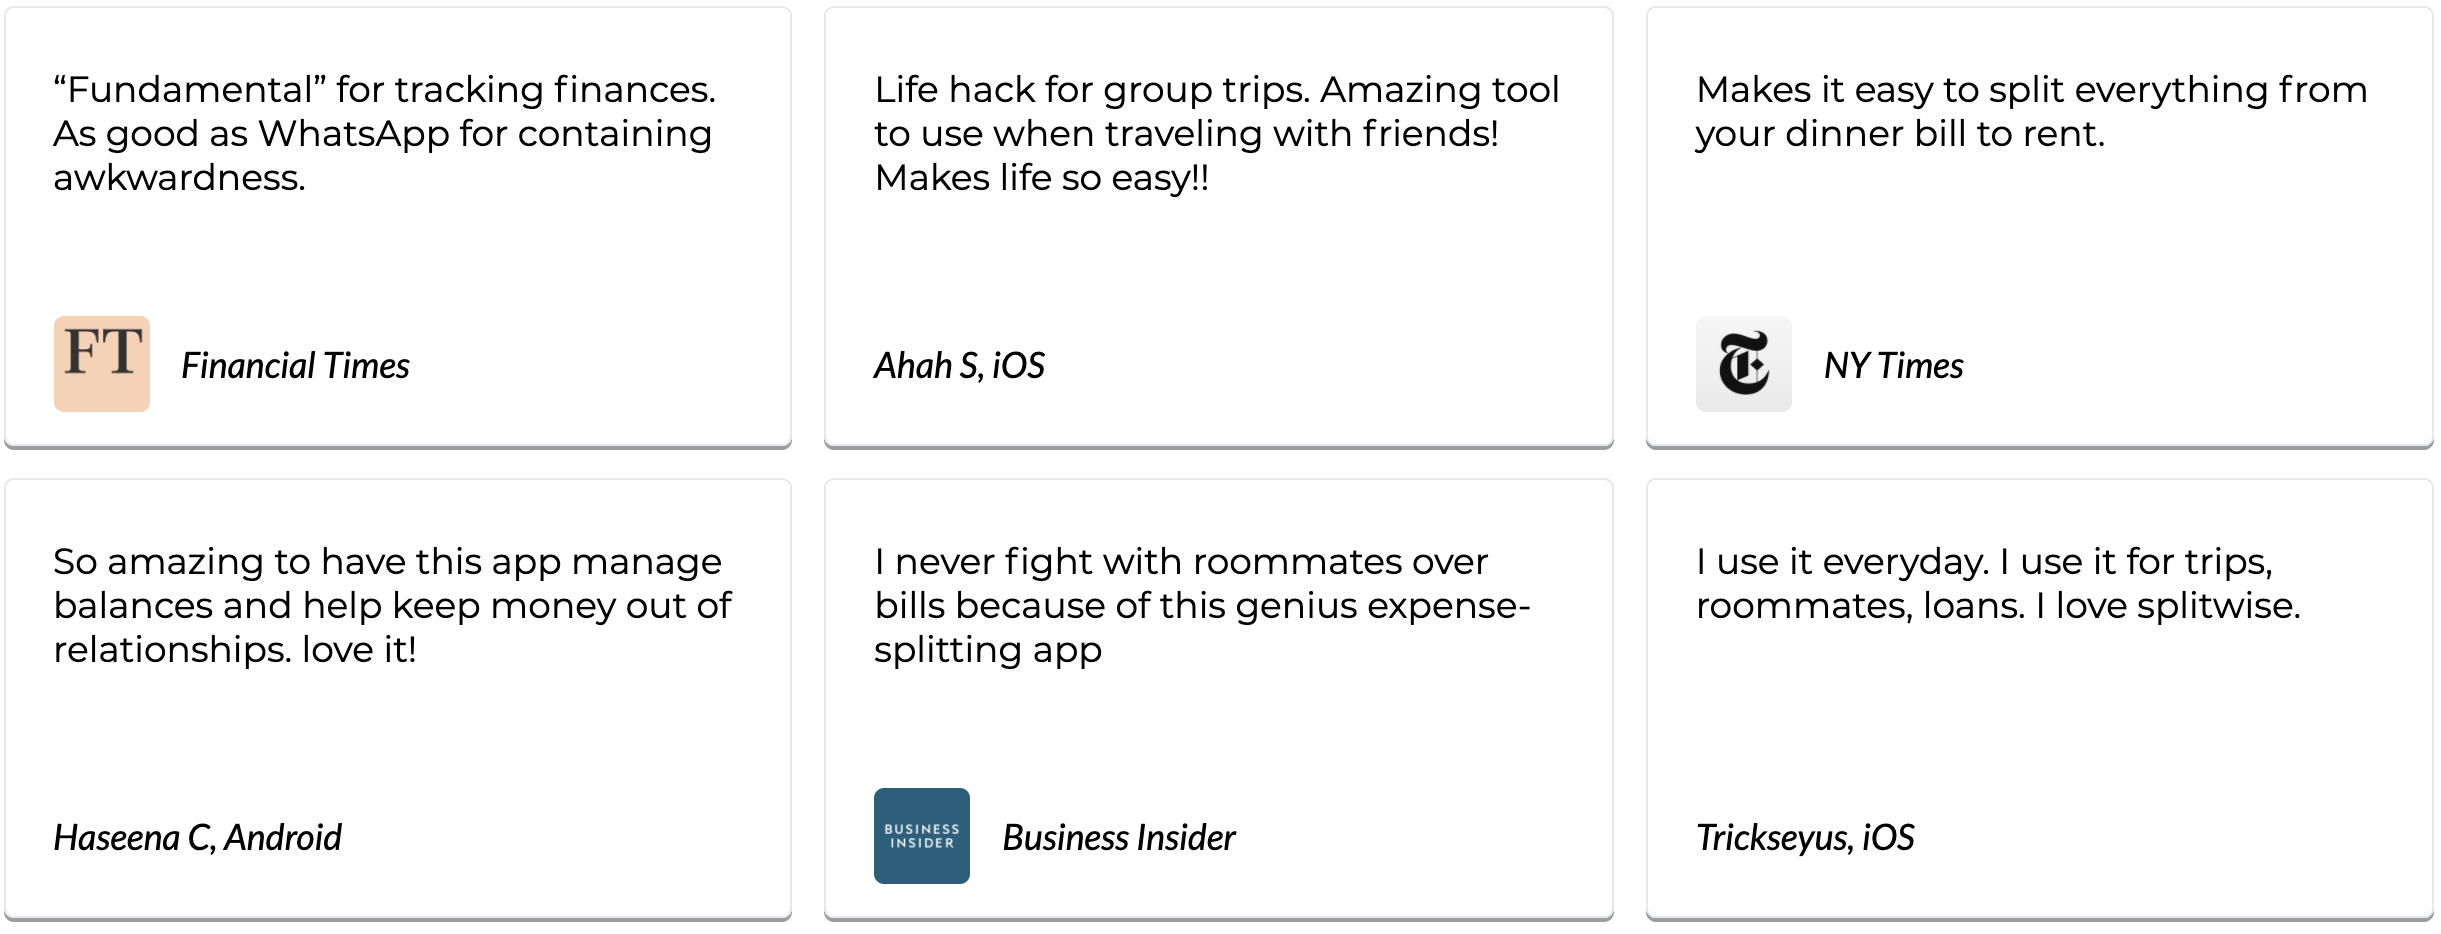 “Fundamental” for tracking finances.
As good as WhatsApp for containing
awkwardness.
FT
Financial Times
Life hack for group trips. Amazing tool
to use when traveling with friends!
Makes life so easy!!
Ahah S, iOS
Makes it easy to split everything from
your dinner bill to rent.
T
NY Times
So amazing to have this app manage
balances and help keep money out of
relationships. love it!
Haseena C, Android
I never fight with roommates over
bills because of this genius expense-
splitting app
BUSINESS
INSIDER
Business Insider
I use it everyday. I use it for trips,
roommates, loans. I love splitwise.
Trickseyus, iOS